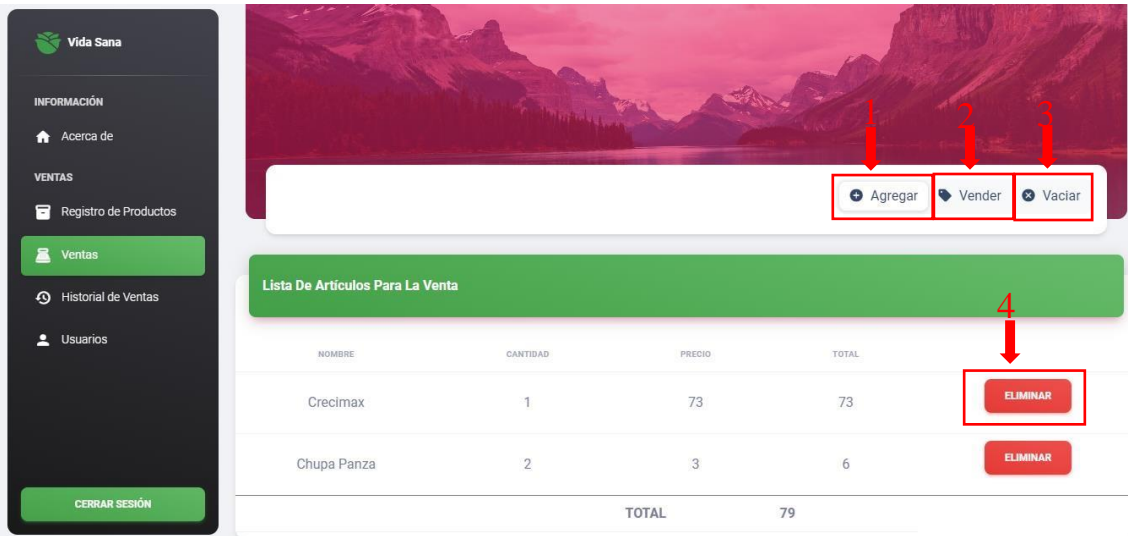 Vida Sana
INFORMACIÓN
Acerca de
VENTAS
Registro de Productos
Ventas
Historial de Ventas
Usuarios
CERRAR SESIÓN
1 2 3
Agregar Vender Vaciar
Lista De Artículos Para La Venta
4
NOMBRE CANTIDAD PRECIO TOTAL
Crecimax 1 73 73 ELIMINAR
Chupa Panza 2 3 6 ELIMINAR
TOTAL 79